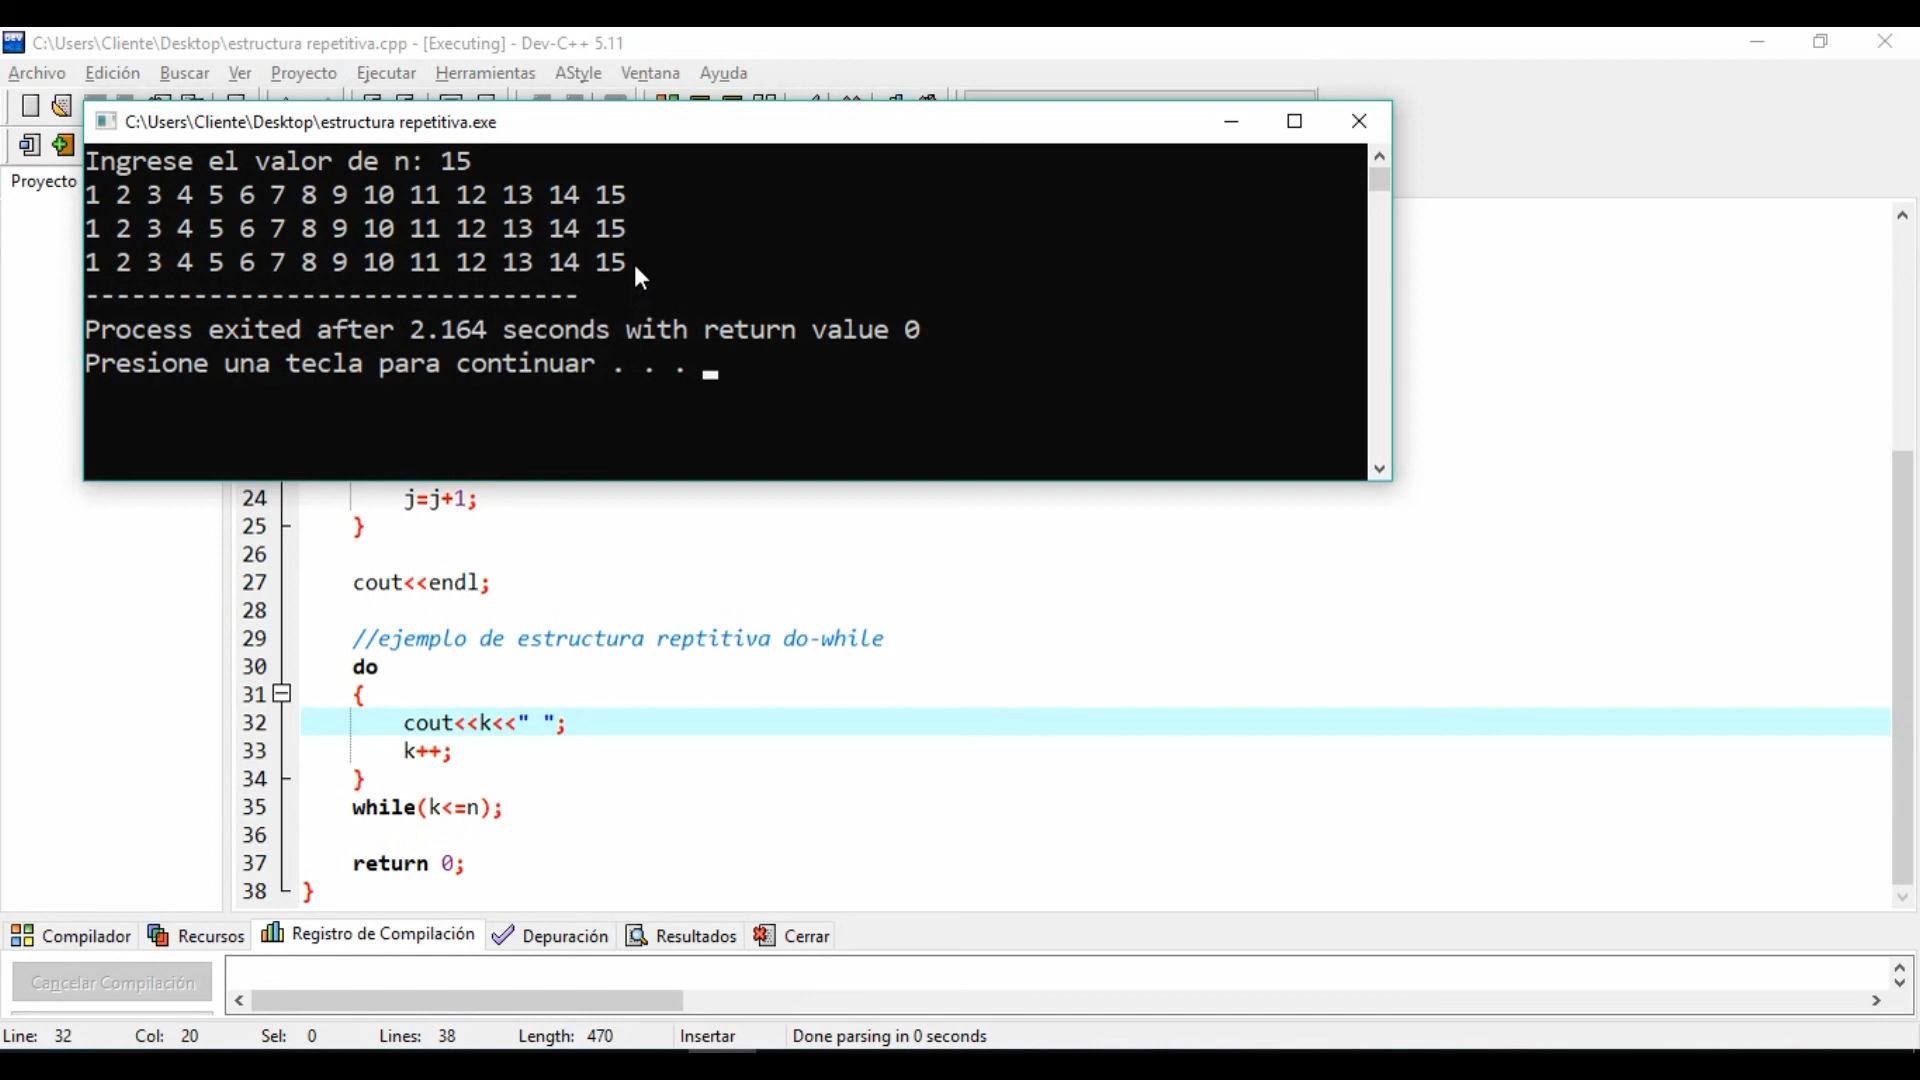 C:\Users\Cliente\Desktop\estructura repetitiva.cpp - [Executing] - Dev-C++ 5.11
Archivo Edición Buscar Ver Proyecto Ejecutar Herramientas AStyle Ventana Ayuda
C:\Users\Cliente\Desktop\estructura repetitiva.exe
Proyecto
Ingrese el valor de n: 15
1 2 3 4 5 6 7 8 9 10 11 12 13 14 15
1 2 3 4 5 6 7 8 9 10 11 12 13 14 15
1 2 3 4 5 6 7 8 9 10 11 12 13 14 15
--------------------------------
Process exited after 2.164 seconds with return value 0
Presione una tecla para continuar . . .
24 j=j+1;
25 }
26
27 cout<<endl;
28
29 //ejemplo de estructura reptitiva do-while
30 do
31 {
32 cout<<k<<" ";
33 k++;
34 }
35 while(k<=n);
36
37 return 0;
38 }
Compilador Recursos Registro de Compilación Depuración Resultados Cerrar
Cancelar Compilación
Line: 32 Col: 20 Sel: 0 Lines: 38 Length: 470 Insertar Done parsing in 0 seconds